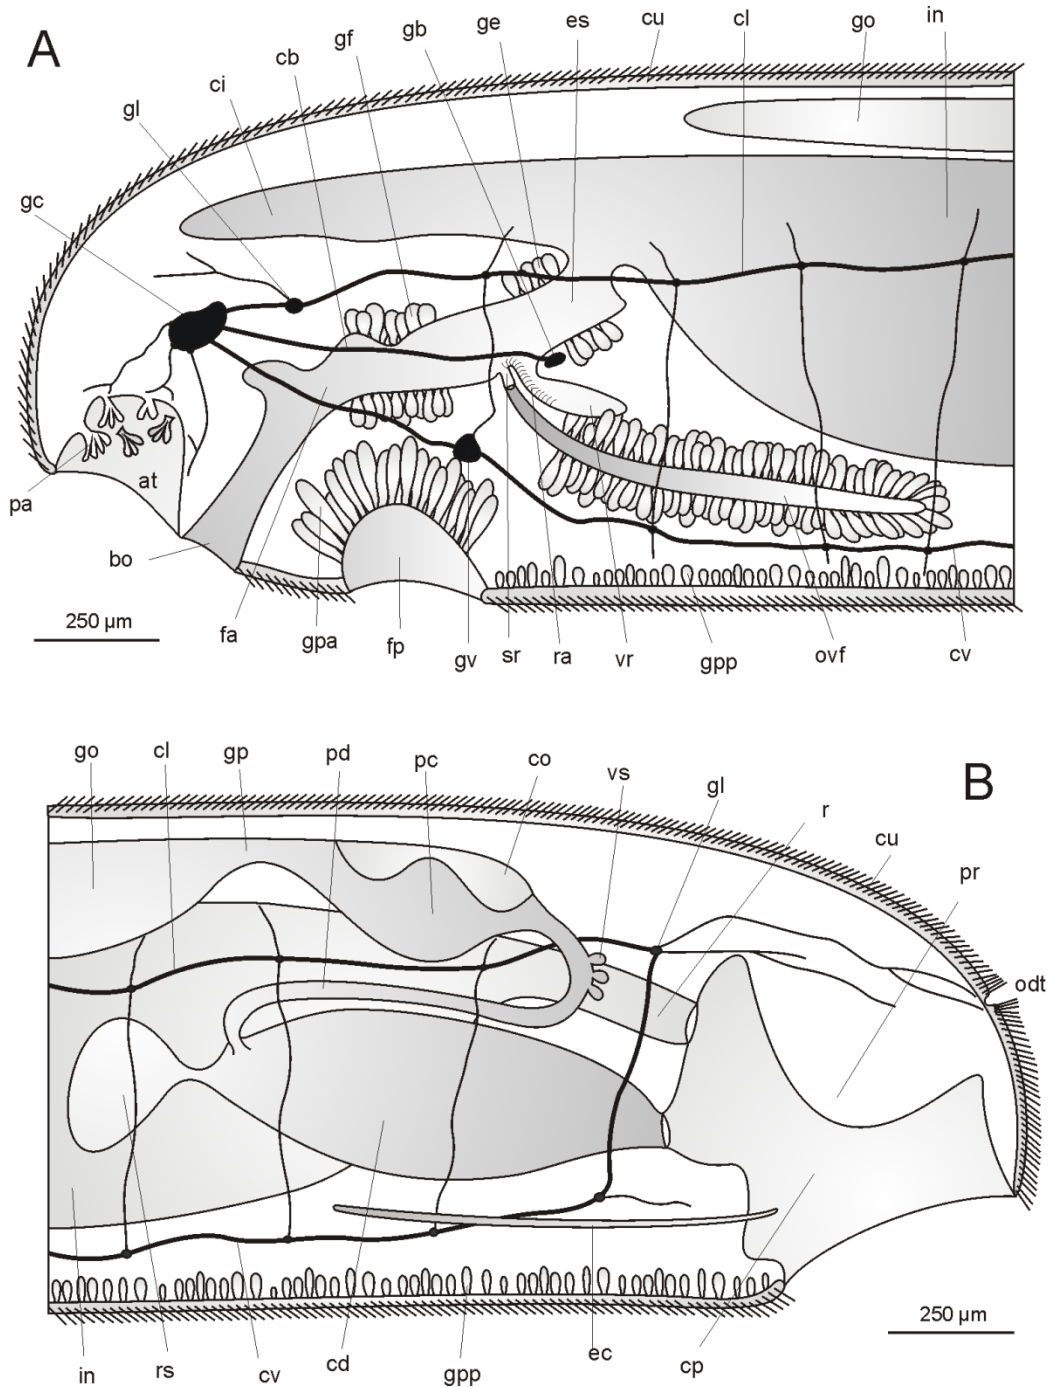 A
gl
ci
cb
gf
gb
ge
es
cu
cl
go
in
gc
pa
at
bo
250 µm
fa
gpa
fp
gv
sr
ra
vr
gpp
ovf
cv
B
go
cl
gp
pd
pc
co
vs
gl
r
cu
pr
odt
in
rs
cv
cd
gpp
ec
cp
250 µm